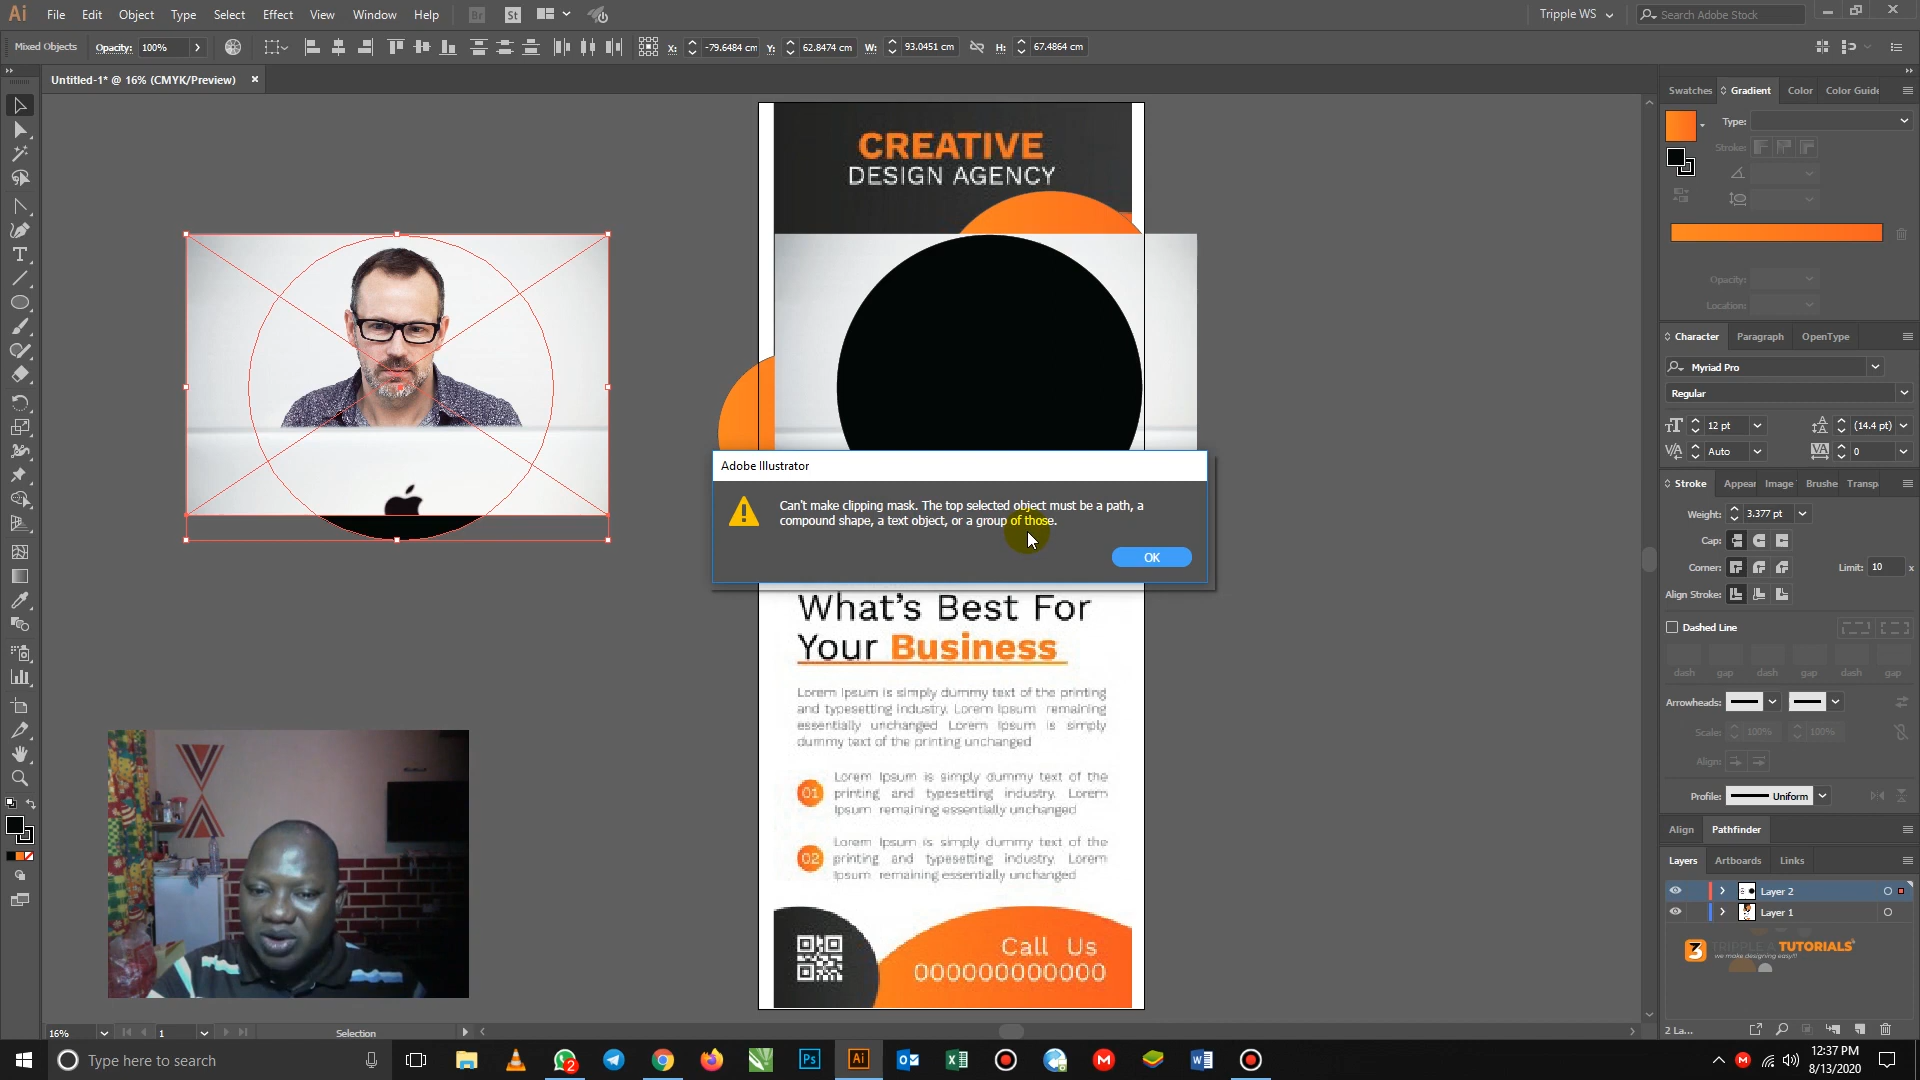 Ai File Edit Object Type Select Effect View Window Help Br St Tripple WS Search Adobe Stock
Mixed Objects Opacity: 100% X: -79.6484 cm Y: 62.8474 cm W: 93.0451 cm H: 67.4864 cm
Untitled-1* @ 16% (CMYK/Preview) ×
CREATIVE
DESIGN AGENCY
Adobe Illustrator
Can't make clipping mask. The top selected object must be a path, a
compound shape, a text object, or a group of those.
OK
What's Best For
Your Business
Lorem Ipsum is simply dummy text of the printing
and typesetting industry. Lorem Ipsum remaining
essentially unchanged Lorem Ipsum is simply
dummy text of the printing unchanged
01
Lorem Ipsum is simply dummy text of the
printing and typesetting industry. Lorem
Ipsum remaining essentially unchanged
02
Lorem Ipsum is simply dummy text of the
printing and typesetting industry. Lorem
Ipsum remaining essentially unchanged
Call Us
000000000000
Swatches Gradient Color Color Guide
Type:
Stroke:
Opacity:
Location:
Character Paragraph OpenType
Myriad Pro
Regular
12 pt (14.4 pt)
Auto 0
Stroke Appear Image Brushe Transp
Weight: 3.377 pt
Cap:
Corner: Limit: 10 x
Align Stroke:
Dashed Line
dash gap dash gap dash gap
Arrowheads:
Scale: 100% 100%
Align:
Profile: Uniform
Align Pathfinder
Layers Artboards Links
Layer 2
Layer 1
3 TRIPPLE A TUTORIALS
we make designing easy!!!
2 La...
16% 1 Selection
Type here to search
2
Ps Ai
12:37 PM
8/13/2020